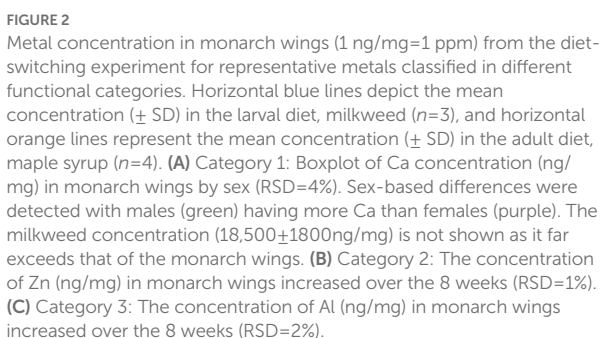 FIGURE 2
Metal concentration in monarch wings (1 ng/mg=1 ppm) from the diet-
switching experiment for representative metals classified in different
functional categories. Horizontal blue lines depict the mean
concentration (± SD) in the larval diet, milkweed (n=3), and horizontal
orange lines represent the mean concentration (± SD) in the adult diet,
maple syrup (n=4). (A) Category 1: Boxplot of Ca concentration (ng/
mg) in monarch wings by sex (RSD=4%). Sex-based differences were
detected with males (green) having more Ca than females (purple). The
milkweed concentration (18,500±1800ng/mg) is not shown as it far
exceeds that of the monarch wings. (B) Category 2: The concentration
of Zn (ng/mg) in monarch wings increased over the 8 weeks (RSD=1%).
(C) Category 3: The concentration of Al (ng/mg) in monarch wings
increased over the 8 weeks (RSD=2%).